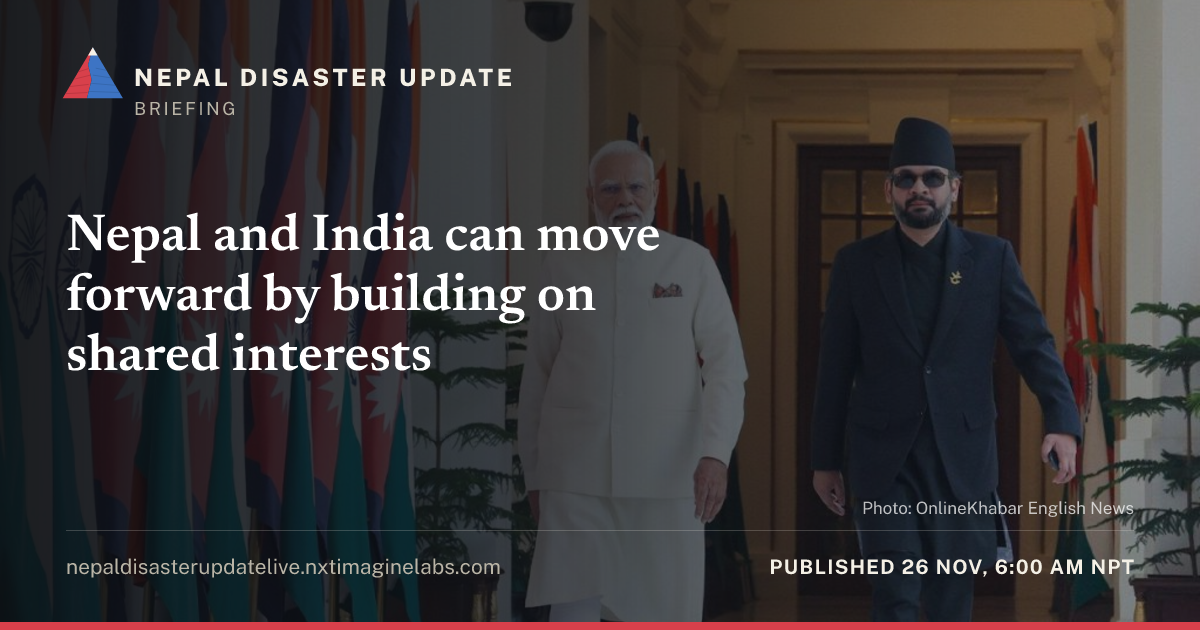 NEPAL DISASTER UPDATE
BRIEFING
Nepal and India can move
forward by building on
shared interests
Photo: OnlineKhabar English News
nepaldisasterupdatelive.nxtimaginelabs.com
PUBLISHED 26 NOV, 6:00 AM NPT